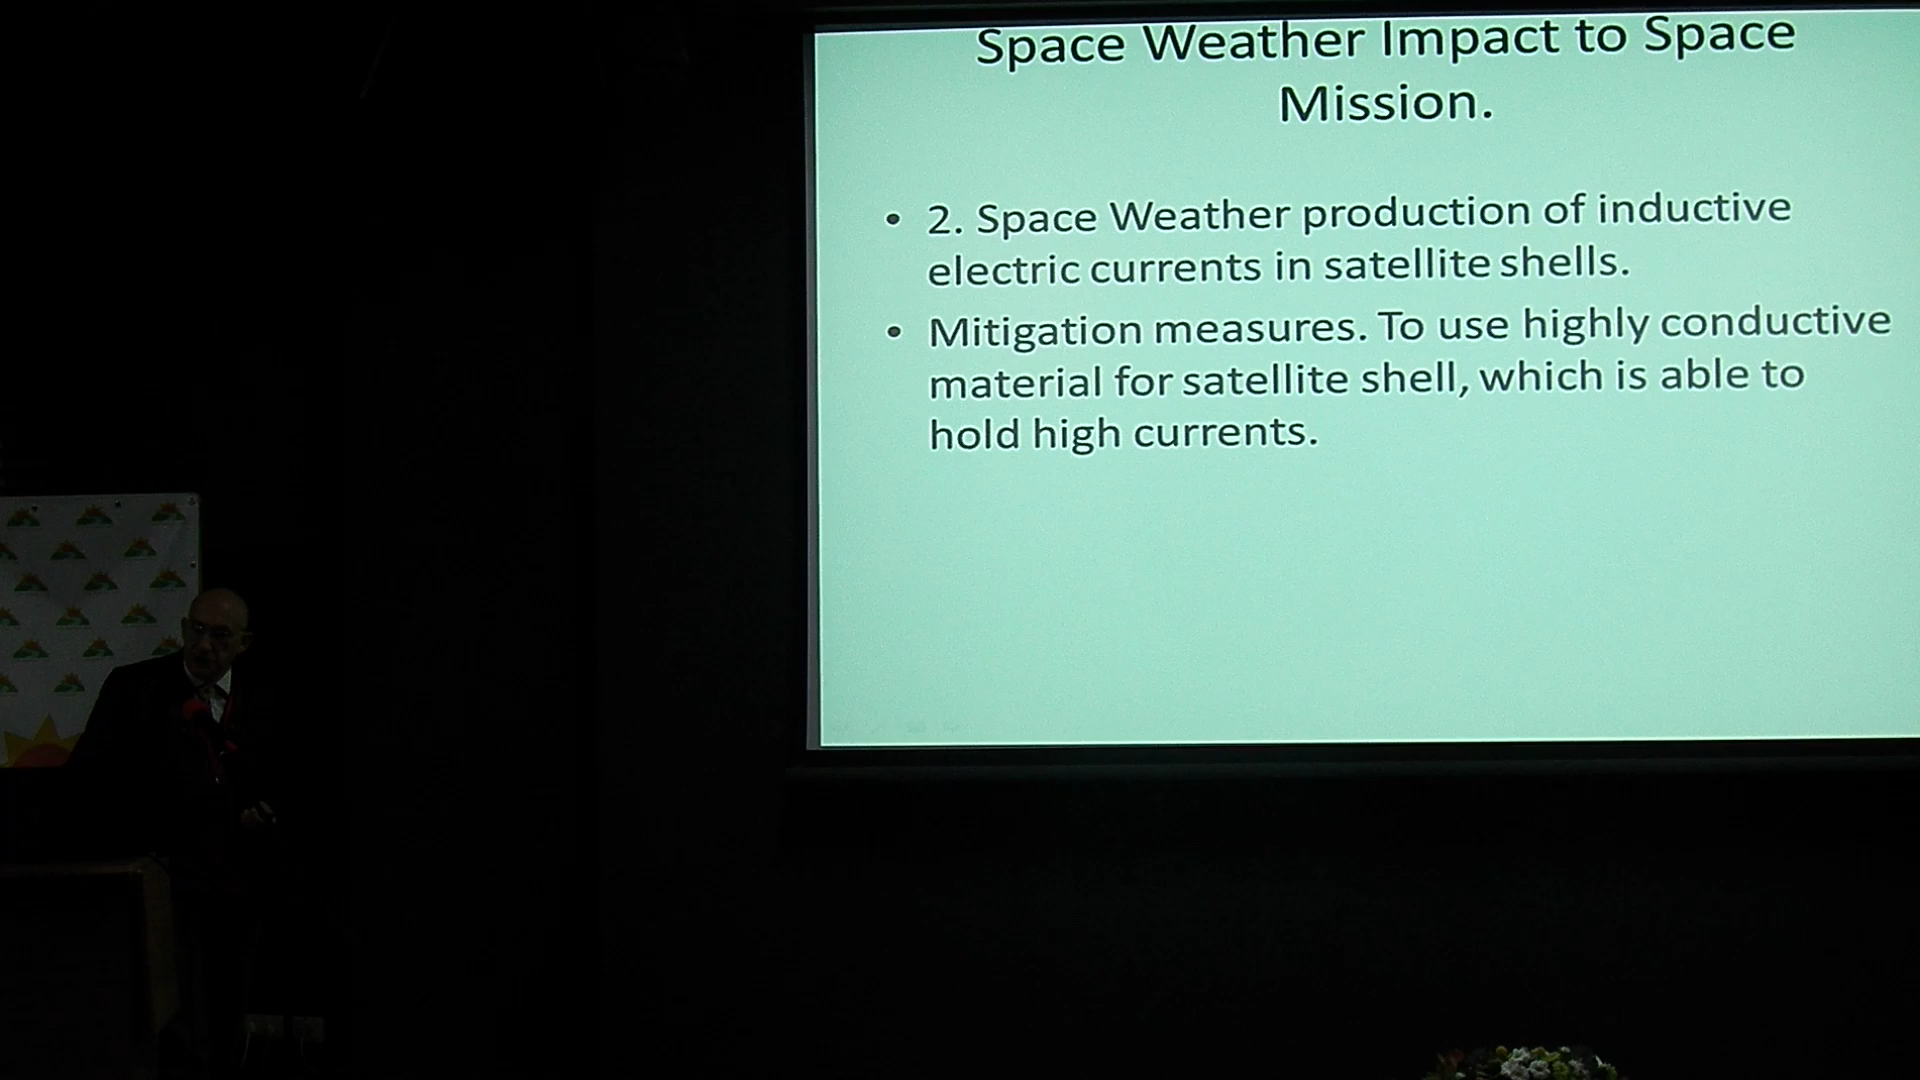 Space Weather Impact to Space
Mission.
• 2. Space Weather production of inductive
electric currents in satellite shells.
• Mitigation measures. To use highly conductive
material for satellite shell, which is able to
hold high currents.